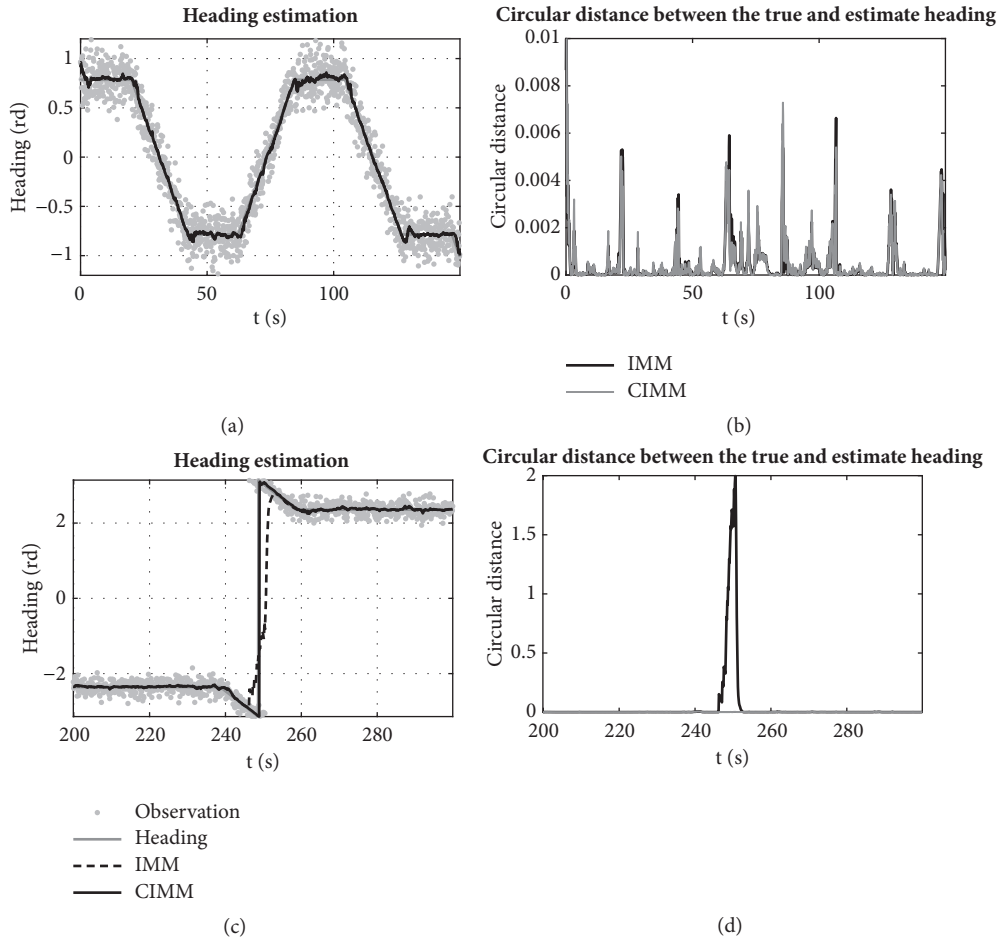 Heading estimation
1
0.5
0
−0.5
−1
Heading (rd)
0
50
100
t (s)
(a)
Circular distance between the true and estimate heading
0.01
0.008
0.006
0.004
0.002
0
Circular distance
0
50
100
t (s)
IMM
CIMM
(b)
Heading estimation
2
0
−2
Heading (rd)
200
220
240
260
280
t (s)
Observation
Heading
IMM
CIMM
(c)
Circular distance between the true and estimate heading
2
1.5
1
0.5
0
Circular distance
200
220
240
260
280
t (s)
(d)